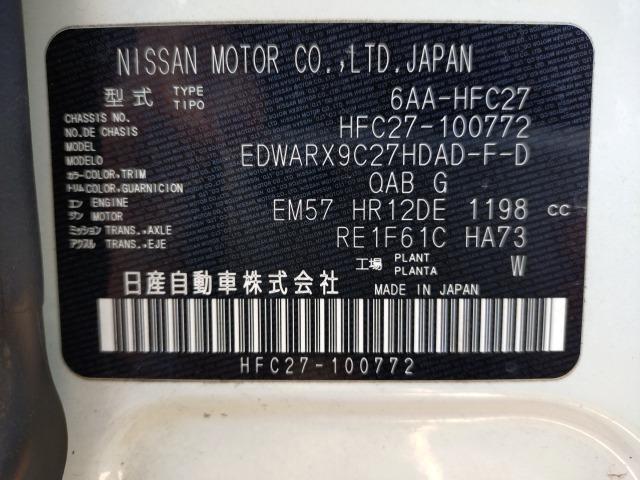 NISSAN MOTOR CO.,LTD.JAPAN
型式 TYPE TIPO 6AA-HFC27
CHASSIS NO. NO.DE CHASIS HFC27-100772
MODEL MODELO EDWARX9C27HDAD-F-D
カラー COLOR,TRIM トリム COLOR,GUARNICION QAB G
エンジン ENGINE MOTOR EM57 HR12DE 1198 CC
ミッション TRANS.,AXLE アクスル TRANS.,EJE RE1F61C HA73
工場 PLANT PLANTA W
日産自動車株式会社 MADE IN JAPAN
HFC27-100772